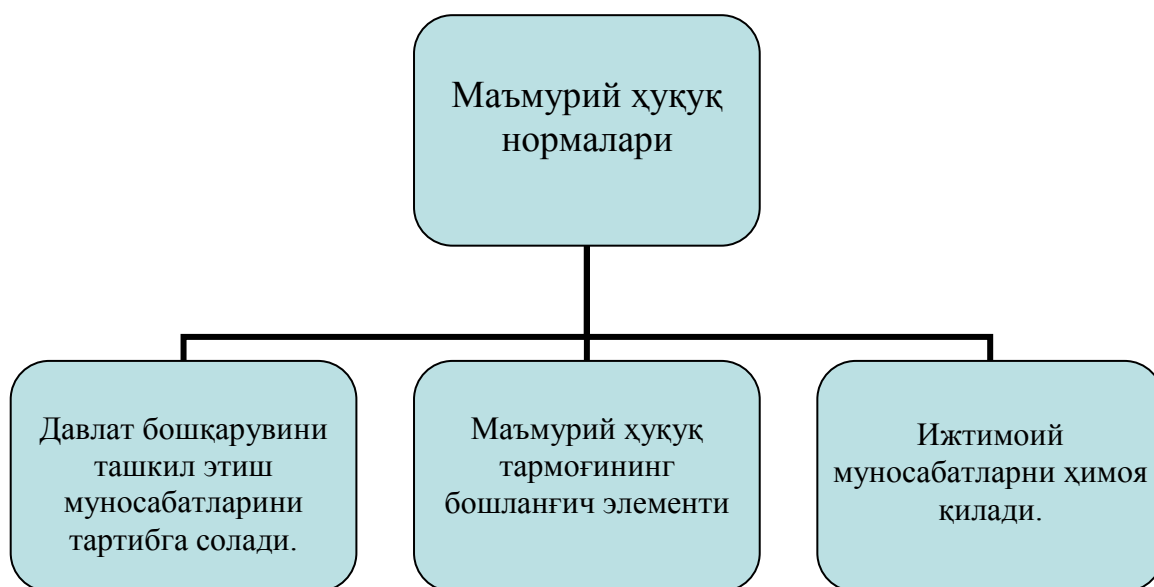 Маъмурий ҳуқуқ
нормалари
Давлат бошқарувини
ташкил этиш
муносабатларини
тартибга солади.
Маъмурий ҳуқуқ
тармоғининг
бошланғич элементи
Ижтимоий
муносабатларни ҳимоя
қилади.